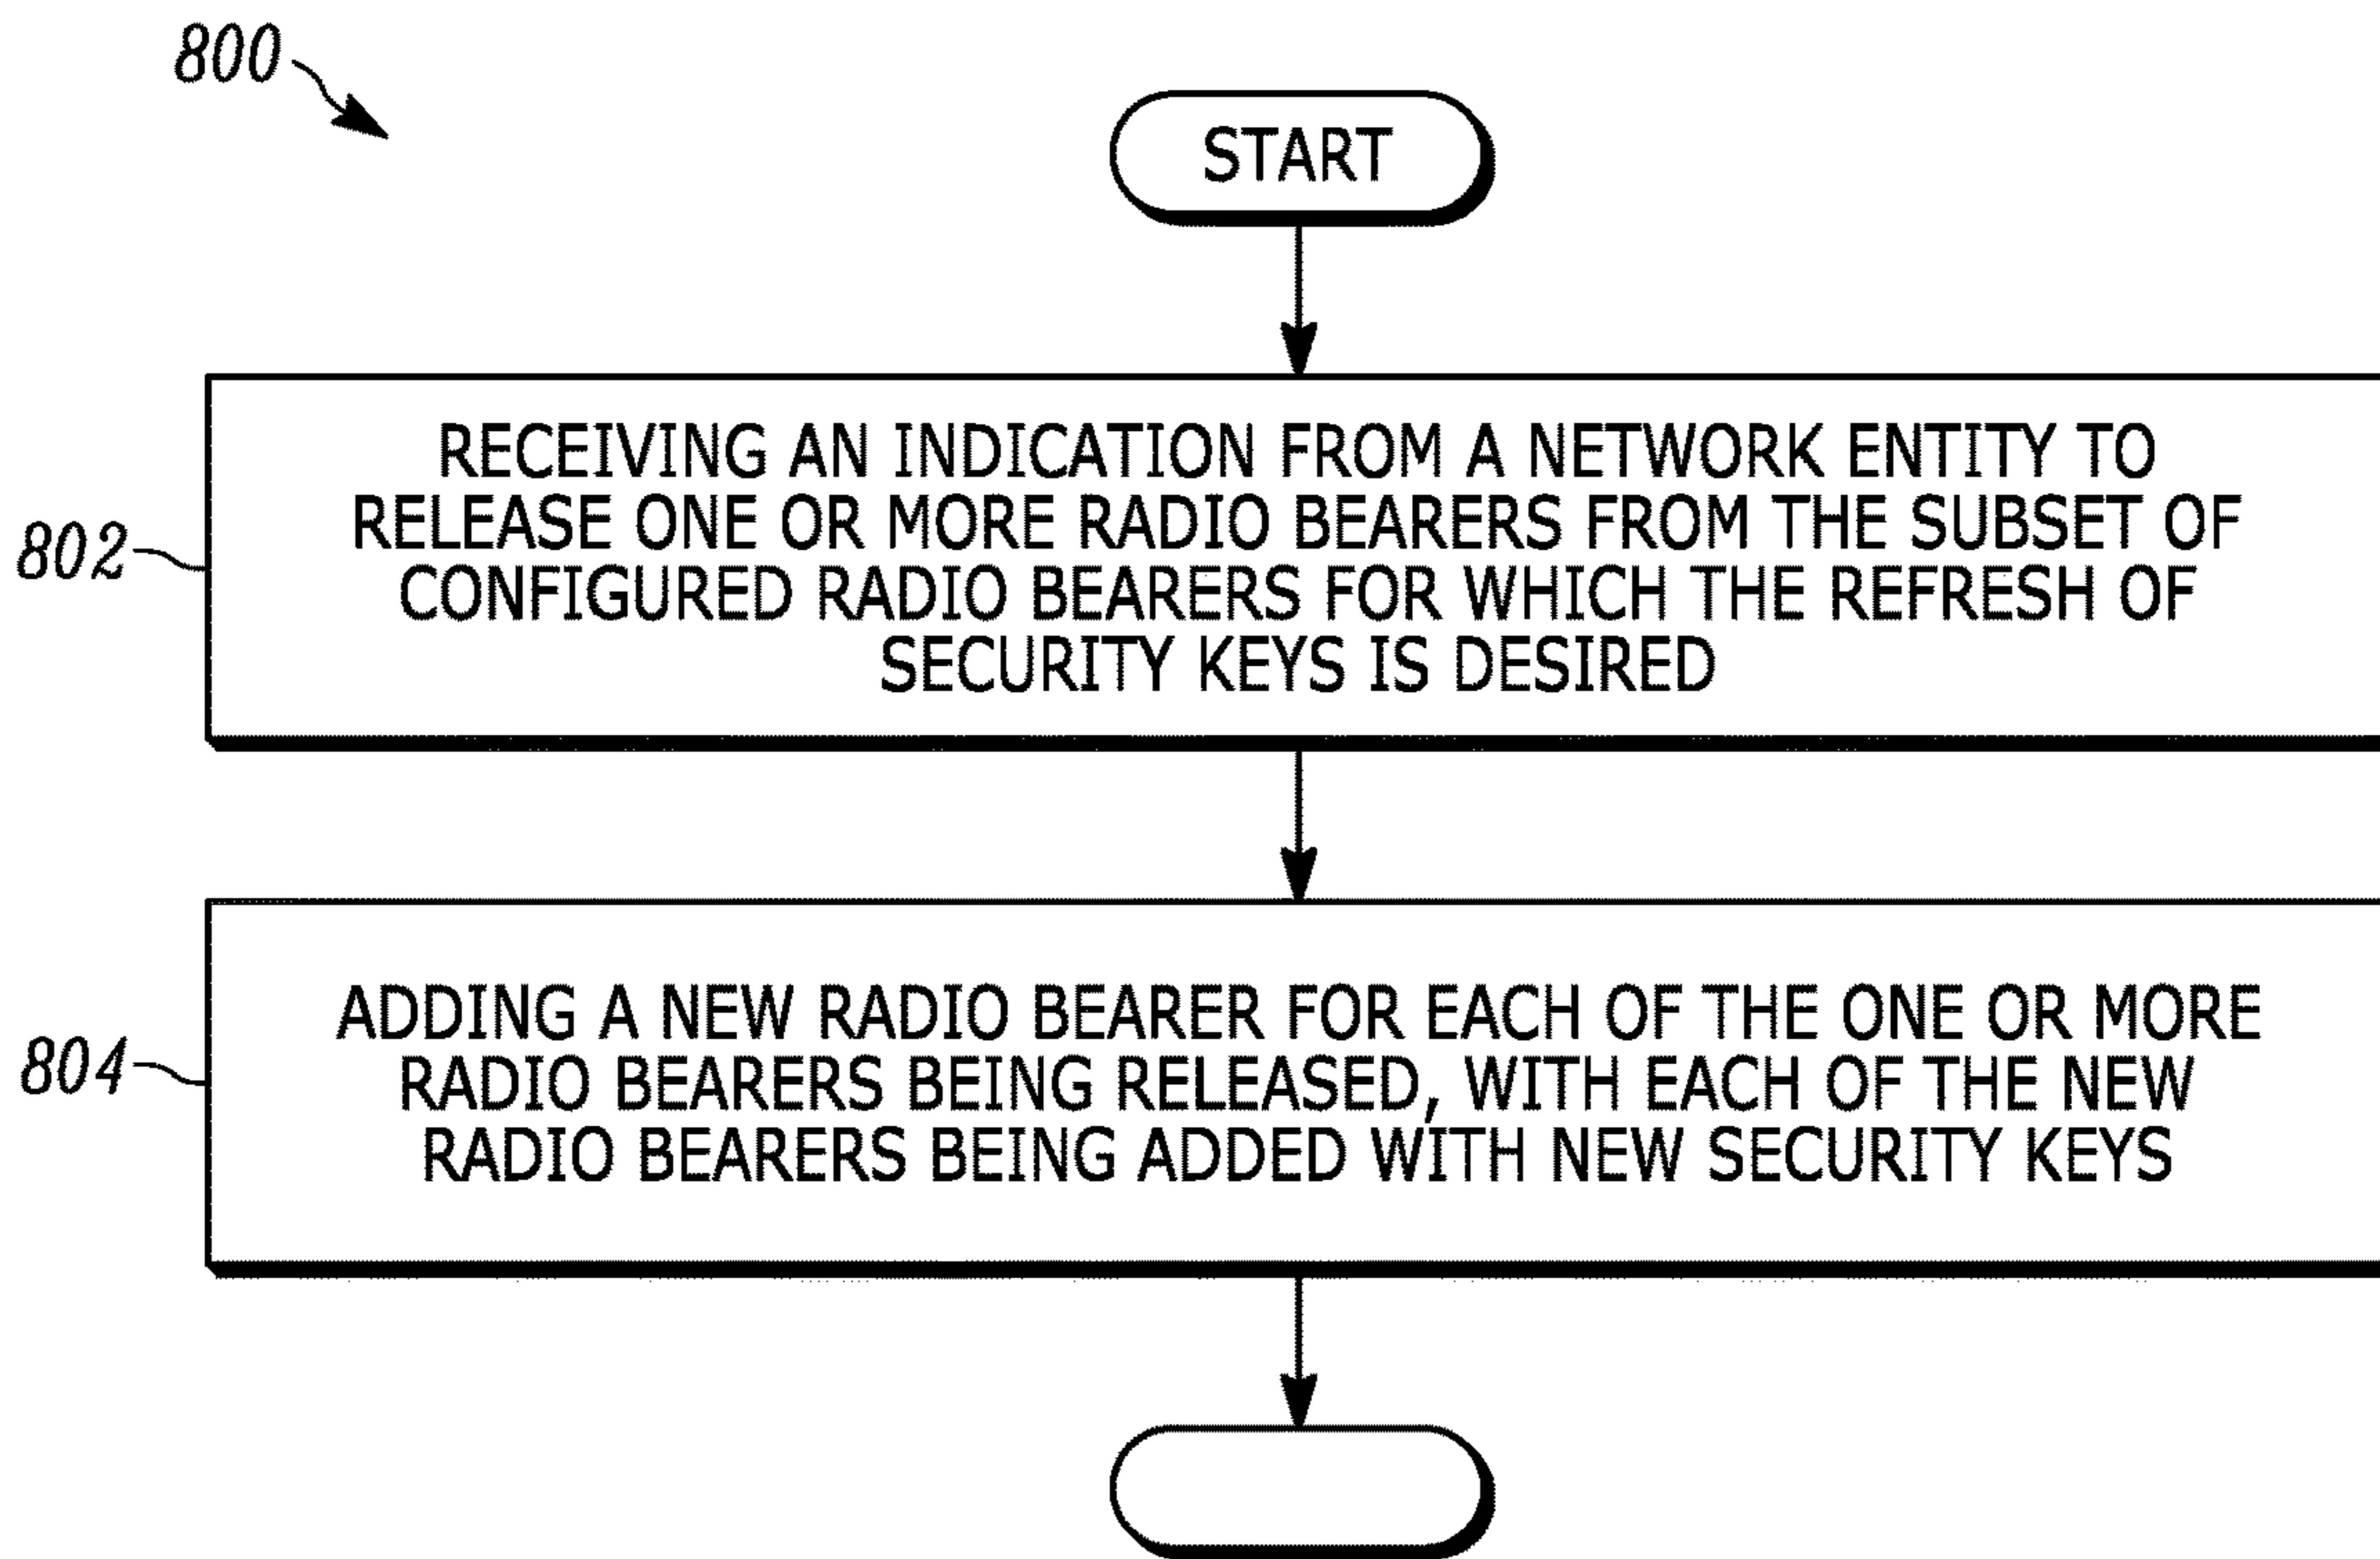 800
START
RECEIVING AN INDICATION FROM A NETWORK ENTITY TO
RELEASE ONE OR MORE RADIO BEARERS FROM THE SUBSET OF
CONFIGURED RADIO BEARERS FOR WHICH THE REFRESH OF
SECURITY KEYS IS DESIRED
802
ADDING A NEW RADIO BEARER FOR EACH OF THE ONE OR MORE
RADIO BEARERS BEING RELEASED, WITH EACH OF THE NEW
RADIO BEARERS BEING ADDED WITH NEW SECURITY KEYS
804